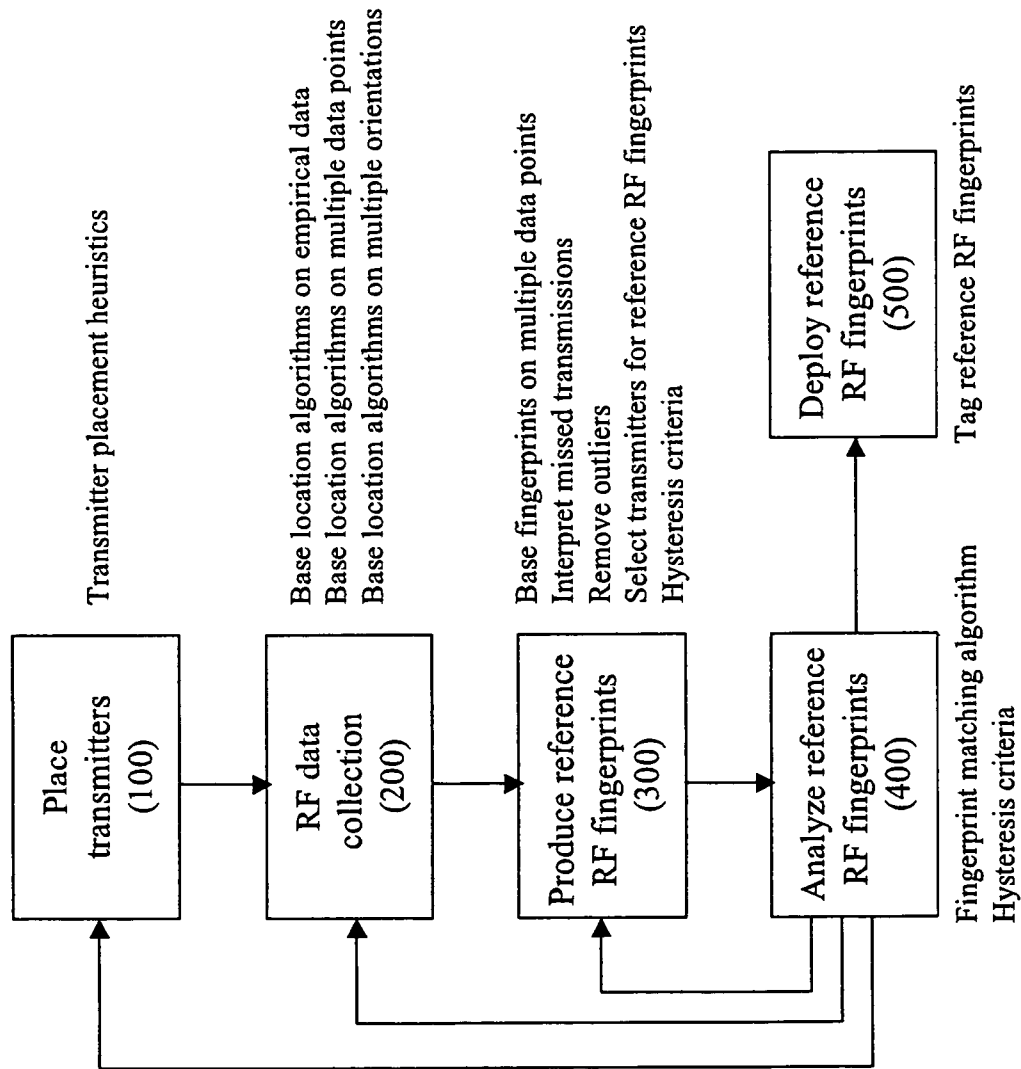 Place
transmitters
(100)
Transmitter placement heuristics
RF data
collection
(200)
Base location algorithms on empirical data
Base location algorithms on multiple data points
Base location algorithms on multiple orientations
Produce reference
RF fingerprints
(300)
Base fingerprints on multiple data points
Interpret missed transmissions
Remove outliers
Select transmitters for reference RF fingerprints
Hysteresis criteria
Analyze reference
RF fingerprints
(400)
Fingerprint matching algorithm
Hysteresis criteria
Deploy reference
RF fingerprints
(500)
Tag reference RF fingerprints